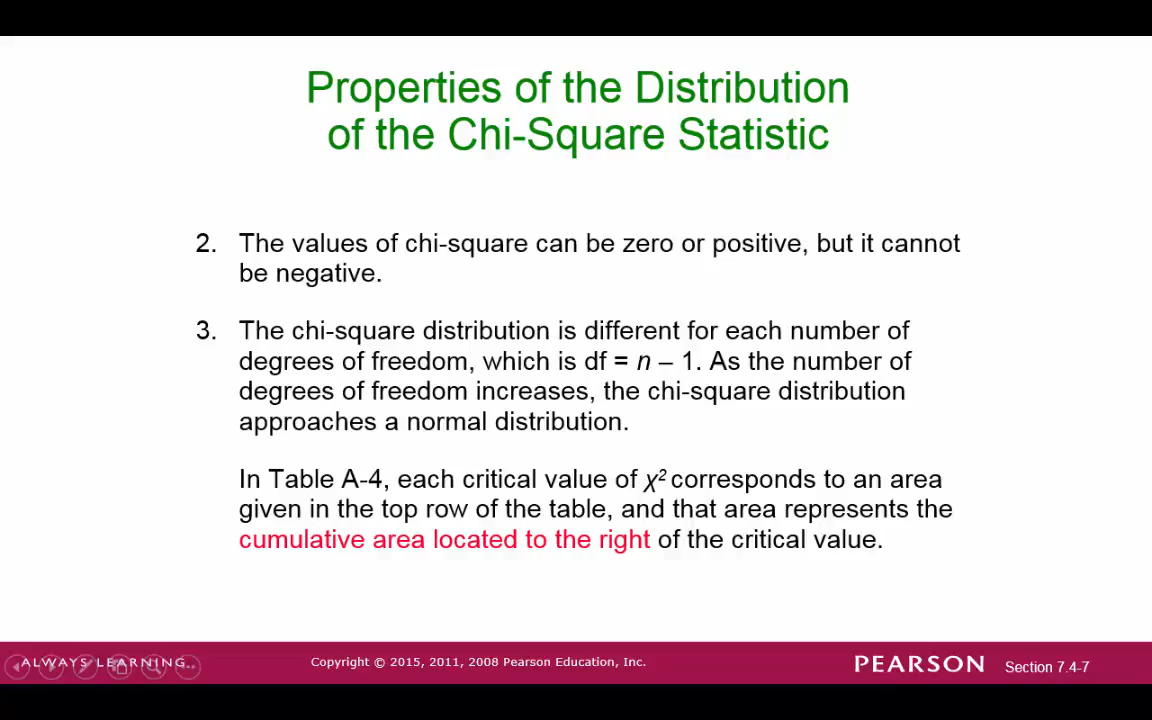 Properties of the Distribution
of the Chi-Square Statistic
2. The values of chi-square can be zero or positive, but it cannot
be negative.
3. The chi-square distribution is different for each number of
degrees of freedom, which is df = n – 1. As the number of
degrees of freedom increases, the chi-square distribution
approaches a normal distribution.
In Table A-4, each critical value of χ² corresponds to an area
given in the top row of the table, and that area represents the
cumulative area located to the right of the critical value.
ALWAYS LEARNING
Copyright © 2015, 2011, 2008 Pearson Education, Inc.
PEARSON
Section 7.4-7